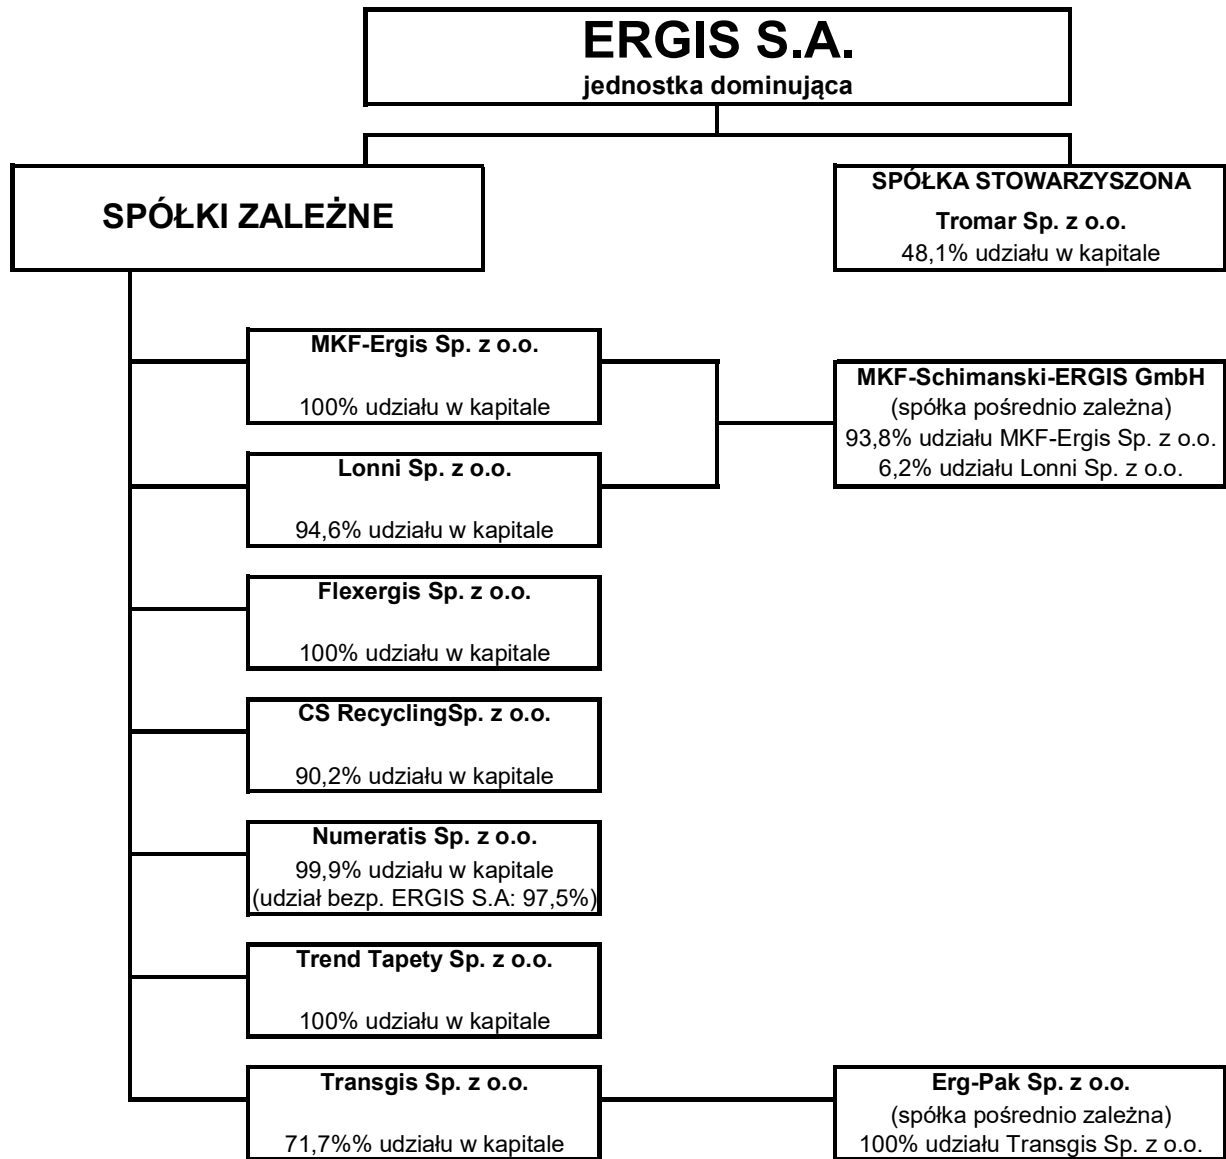 ERGIS S.A.
jednostka dominująca
SPÓŁKI ZALEŻNE
SPÓŁKA STOWARZYSZONA
Tromar Sp. z o.o.
48,1% udziału w kapitale
MKF-Ergis Sp. z o.o.
100% udziału w kapitale
MKF-Schimanski-ERGIS GmbH
(spółka pośrednio zależna)
93,8% udziału MKF-Ergis Sp. z o.o.
6,2% udziału Lonni Sp. z o.o.
Lonni Sp. z o.o.
94,6% udziału w kapitale
Flexergis Sp. z o.o.
100% udziału w kapitale
CS RecyclingSp. z o.o.
90,2% udziału w kapitale
Numeratis Sp. z o.o.
99,9% udziału w kapitale
(udział bezp. ERGIS S.A: 97,5%)
Trend Tapety Sp. z o.o.
100% udziału w kapitale
Transgis Sp. z o.o.
71,7%% udziału w kapitale
Erg-Pak Sp. z o.o.
(spółka pośrednio zależna)
100% udziału Transgis Sp. z o.o.